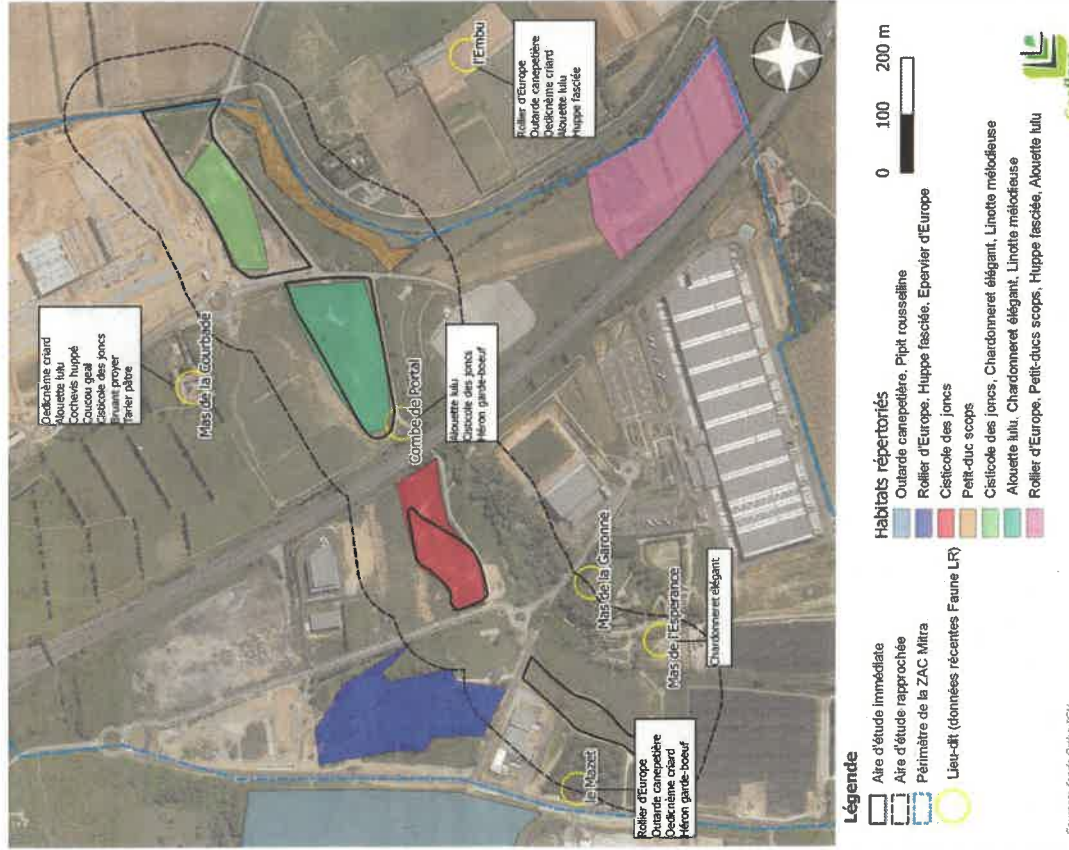 Oedicnème criard
Alouette lulu
Cochevis huppé
Coucou geai
Cisticole des joncs
Bruant proyer
Tarier pâtre
Mas de la Courbade
l'Embu
Rollier d'Europe
Outarde canepetière
Oedicnème criard
Alouette lulu
Huppe fasciée
Combe de Portal
Alouette lulu
Cisticole des joncs
Héron garde-boeuf
Mas de la Garonne
Mas de l'Esperance
Chardonneret élégant
le Mazet
Rollier d'Europe
Outarde canepetière
Oedicnème criard
Héron garde-boeuf
Légende
Aire d'étude immédiate
Aire d'étude rapprochée
Périmètre de la ZAC Mitra
Lieu-dit (données récentes Faune LR)
Habitats répertoriés
Outarde canepetière, Pipit rousseline
Rollier d'Europe, Huppe fasciée, Epervier d'Europe
Cisticole des joncs
Petit-duc scops
Cisticole des joncs, Chardonneret élégant, Linotte mélodieuse
Alouette lulu, Chardonneret élégant, Linotte mélodieuse
Rollier d'Europe, Petit-ducs scops, Huppe fasciée, Alouette lulu
0 100 200 m